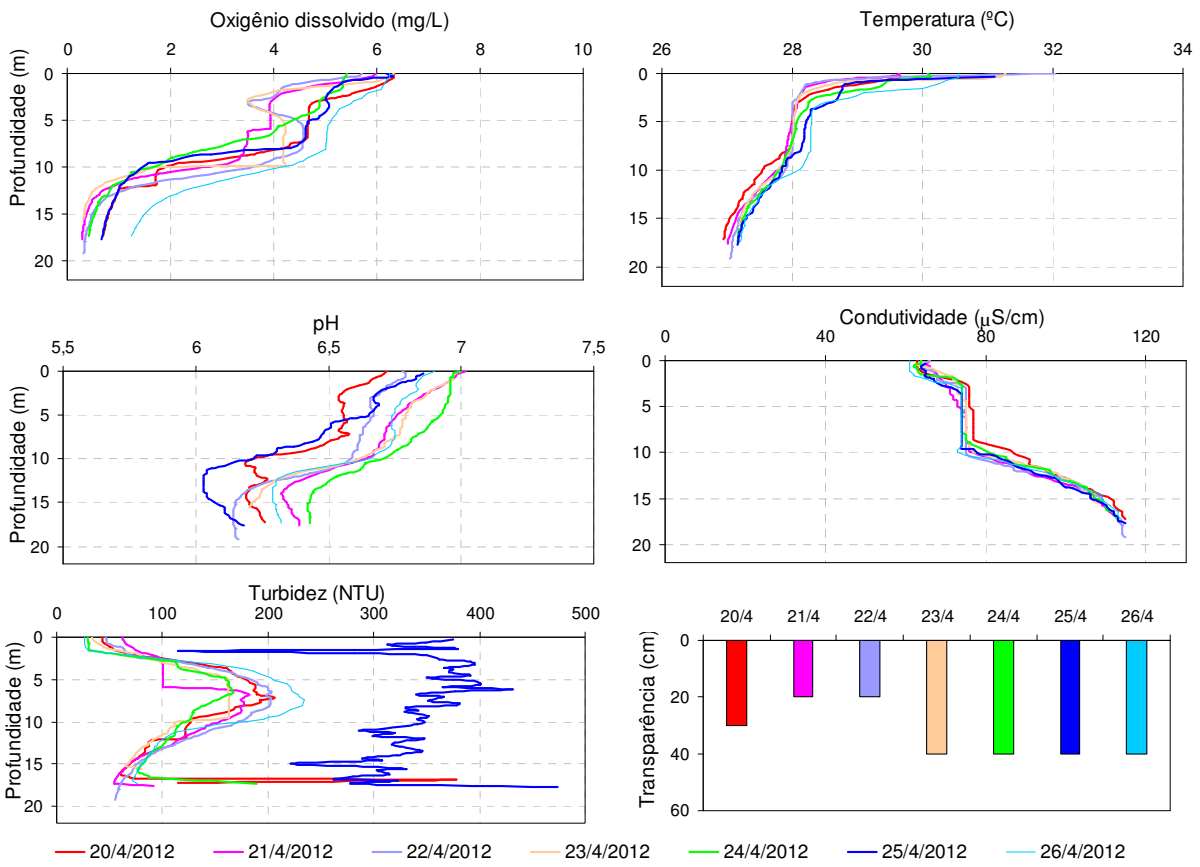 Oxigênio dissolvido (mg/L)
0 2 4 6 8 10
Profundidade (m)
0
5
10
15
20
Temperatura (ºC)
26 28 30 32 34
0
5
10
15
20
pH
5,5 6 6,5 7 7,5
Profundidade (m)
0
5
10
15
20
Condutividade (µS/cm)
0 40 80 120
0
5
10
15
20
Turbidez (NTU)
0 100 200 300 400 500
Profundidade (m)
0
5
10
15
20
20/4 21/4 22/4 23/4 24/4 25/4 26/4
Transparência (cm)
0
20
40
60
20/4/2012 21/4/2012 22/4/2012 23/4/2012 24/4/2012 25/4/2012 26/4/2012